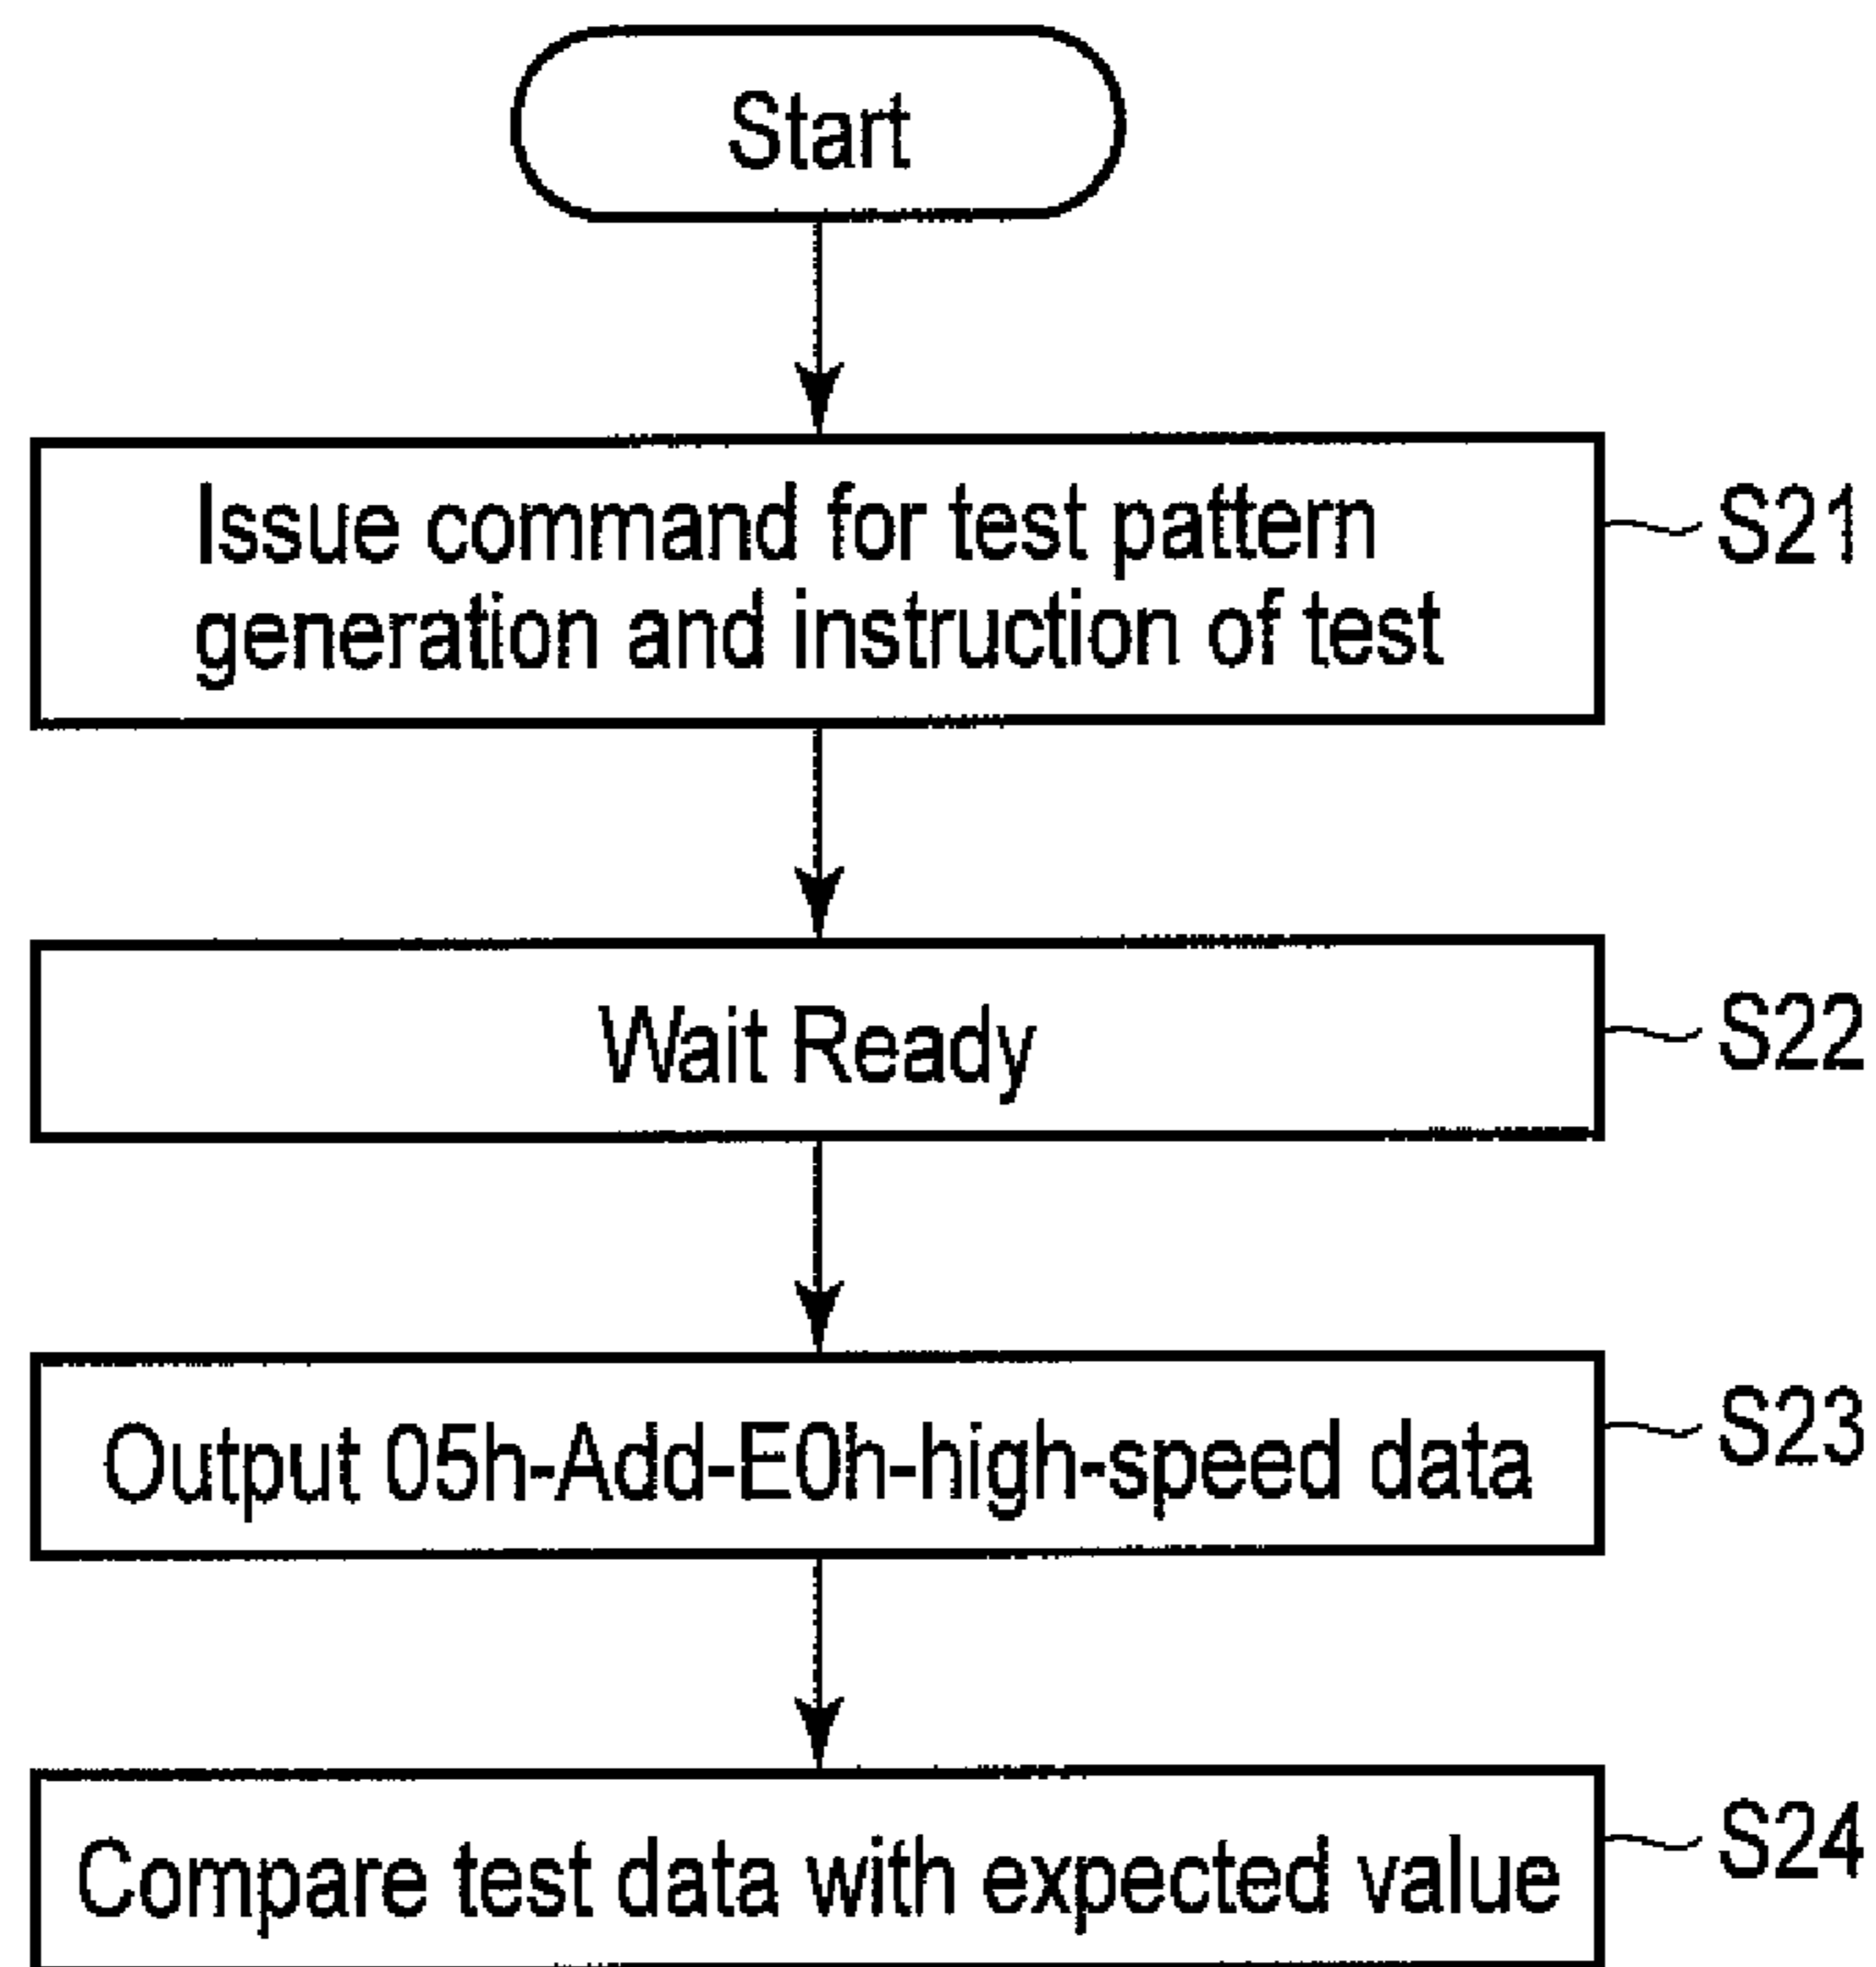 Start
Issue command for test pattern
generation and instruction of test
S21
Wait Ready
S22
Output 05h-Add-E0h-high-speed data
S23
Compare test data with expected value
S24